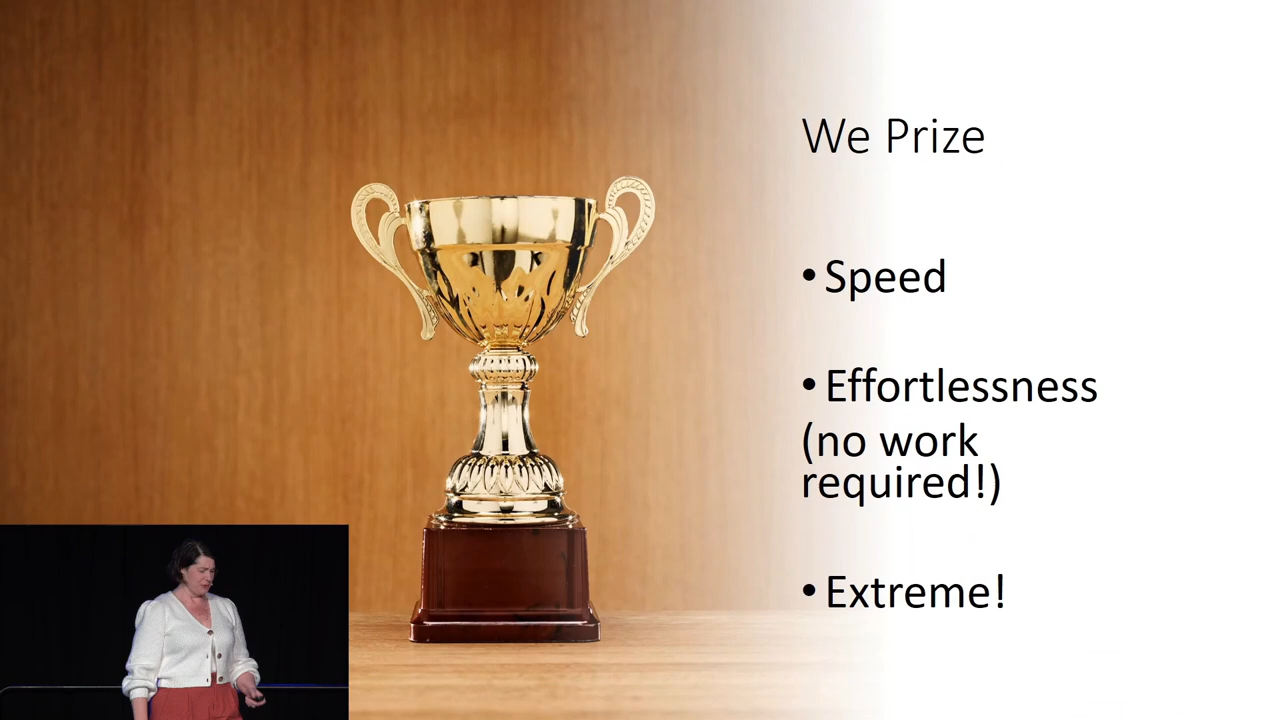 We Prize
• Speed
• Effortlessness
(no work
required!)
• Extreme!